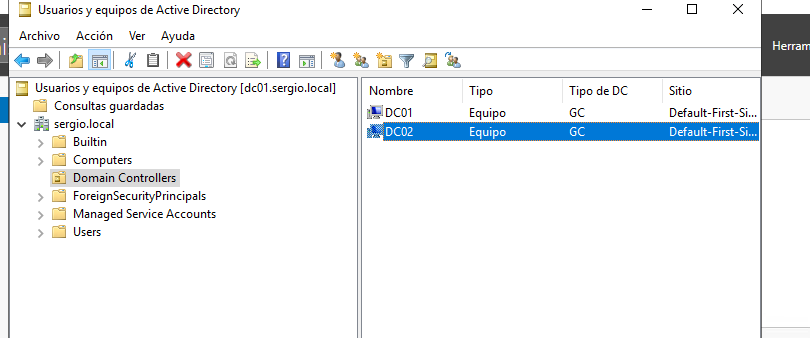 Usuarios y equipos de Active Directory
Archivo Acción Ver Ayuda
Herram
Usuarios y equipos de Active Directory [dc01.sergio.local]
Consultas guardadas
sergio.local
Builtin
Computers
Domain Controllers
ForeignSecurityPrincipals
Managed Service Accounts
Users
Nombre Tipo Tipo de DC Sitio
DC01 Equipo GC Default-First-Si...
DC02 Equipo GC Default-First-Si...